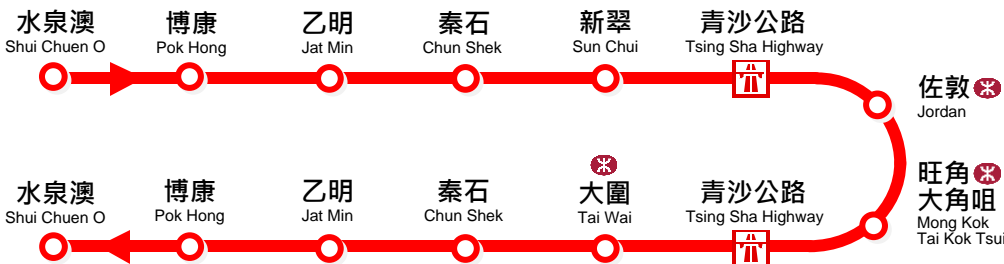 水泉澳
Shui Chuen O
博康
Pok Hong
乙明
Jat Min
秦石
Chun Shek
新翠
Sun Chui
青沙公路
Tsing Sha Highway
佐敦
Jordan
旺角
大角咀
Mong Kok
Tai Kok Tsui
水泉澳
Shui Chuen O
博康
Pok Hong
乙明
Jat Min
秦石
Chun Shek
大圍
Tai Wai
青沙公路
Tsing Sha Highway